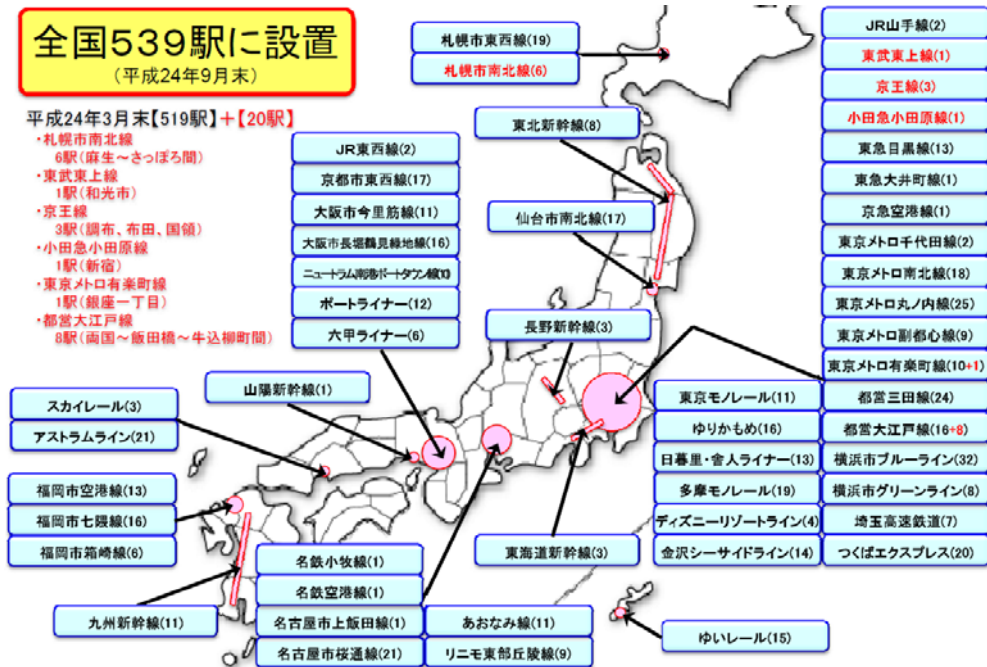 全国539駅に設置
(平成24年9月末)
平成24年3月末【519駅】+【20駅】
・札幌市南北線
6駅(麻生～さっぽろ間)
・東武東上線
1駅(和光市)
・京王線
3駅(調布、布田、国領)
・小田急小田原線
1駅(新宿)
・東京メトロ有楽町線
1駅(銀座一丁目)
・都営大江戸線
8駅(両国～飯田橋～牛込柳町間)
札幌市東西線(19)
札幌市南北線(6)
東北新幹線(8)
仙台市南北線(17)
長野新幹線(3)
JR東西線(2)
京都市東西線(17)
大阪市今里筋線(11)
大阪市長堀鶴見緑地線(16)
ニュートラム南港ポートタウン線(10)
ポートライナー(12)
六甲ライナー(6)
山陽新幹線(1)
スカイレール(3)
アストラムライン(21)
福岡市空港線(13)
福岡市七隈線(16)
福岡市箱崎線(6)
九州新幹線(11)
名鉄小牧線(1)
名鉄空港線(1)
名古屋市上飯田線(1)
名古屋市桜通線(21)
あおなみ線(11)
リニモ東部丘陵線(9)
東海道新幹線(3)
ゆいレール(15)
JR山手線(2)
東武東上線(1)
京王線(3)
小田急小田原線(1)
東急目黒線(13)
東急大井町線(1)
京急空港線(1)
東京メトロ千代田線(2)
東京メトロ南北線(18)
東京メトロ丸ノ内線(25)
東京メトロ副都心線(9)
東京メトロ有楽町線(10+1)
東京モノレール(11)
都営三田線(24)
ゆりかもめ(16)
都営大江戸線(16+8)
日暮里・舎人ライナー(13)
横浜市ブルーライン(32)
多摩モノレール(19)
横浜市グリーンライン(8)
ディズニーリゾートライン(4)
埼玉高速鉄道(7)
金沢シーサイドライン(14)
つくばエクスプレス(20)